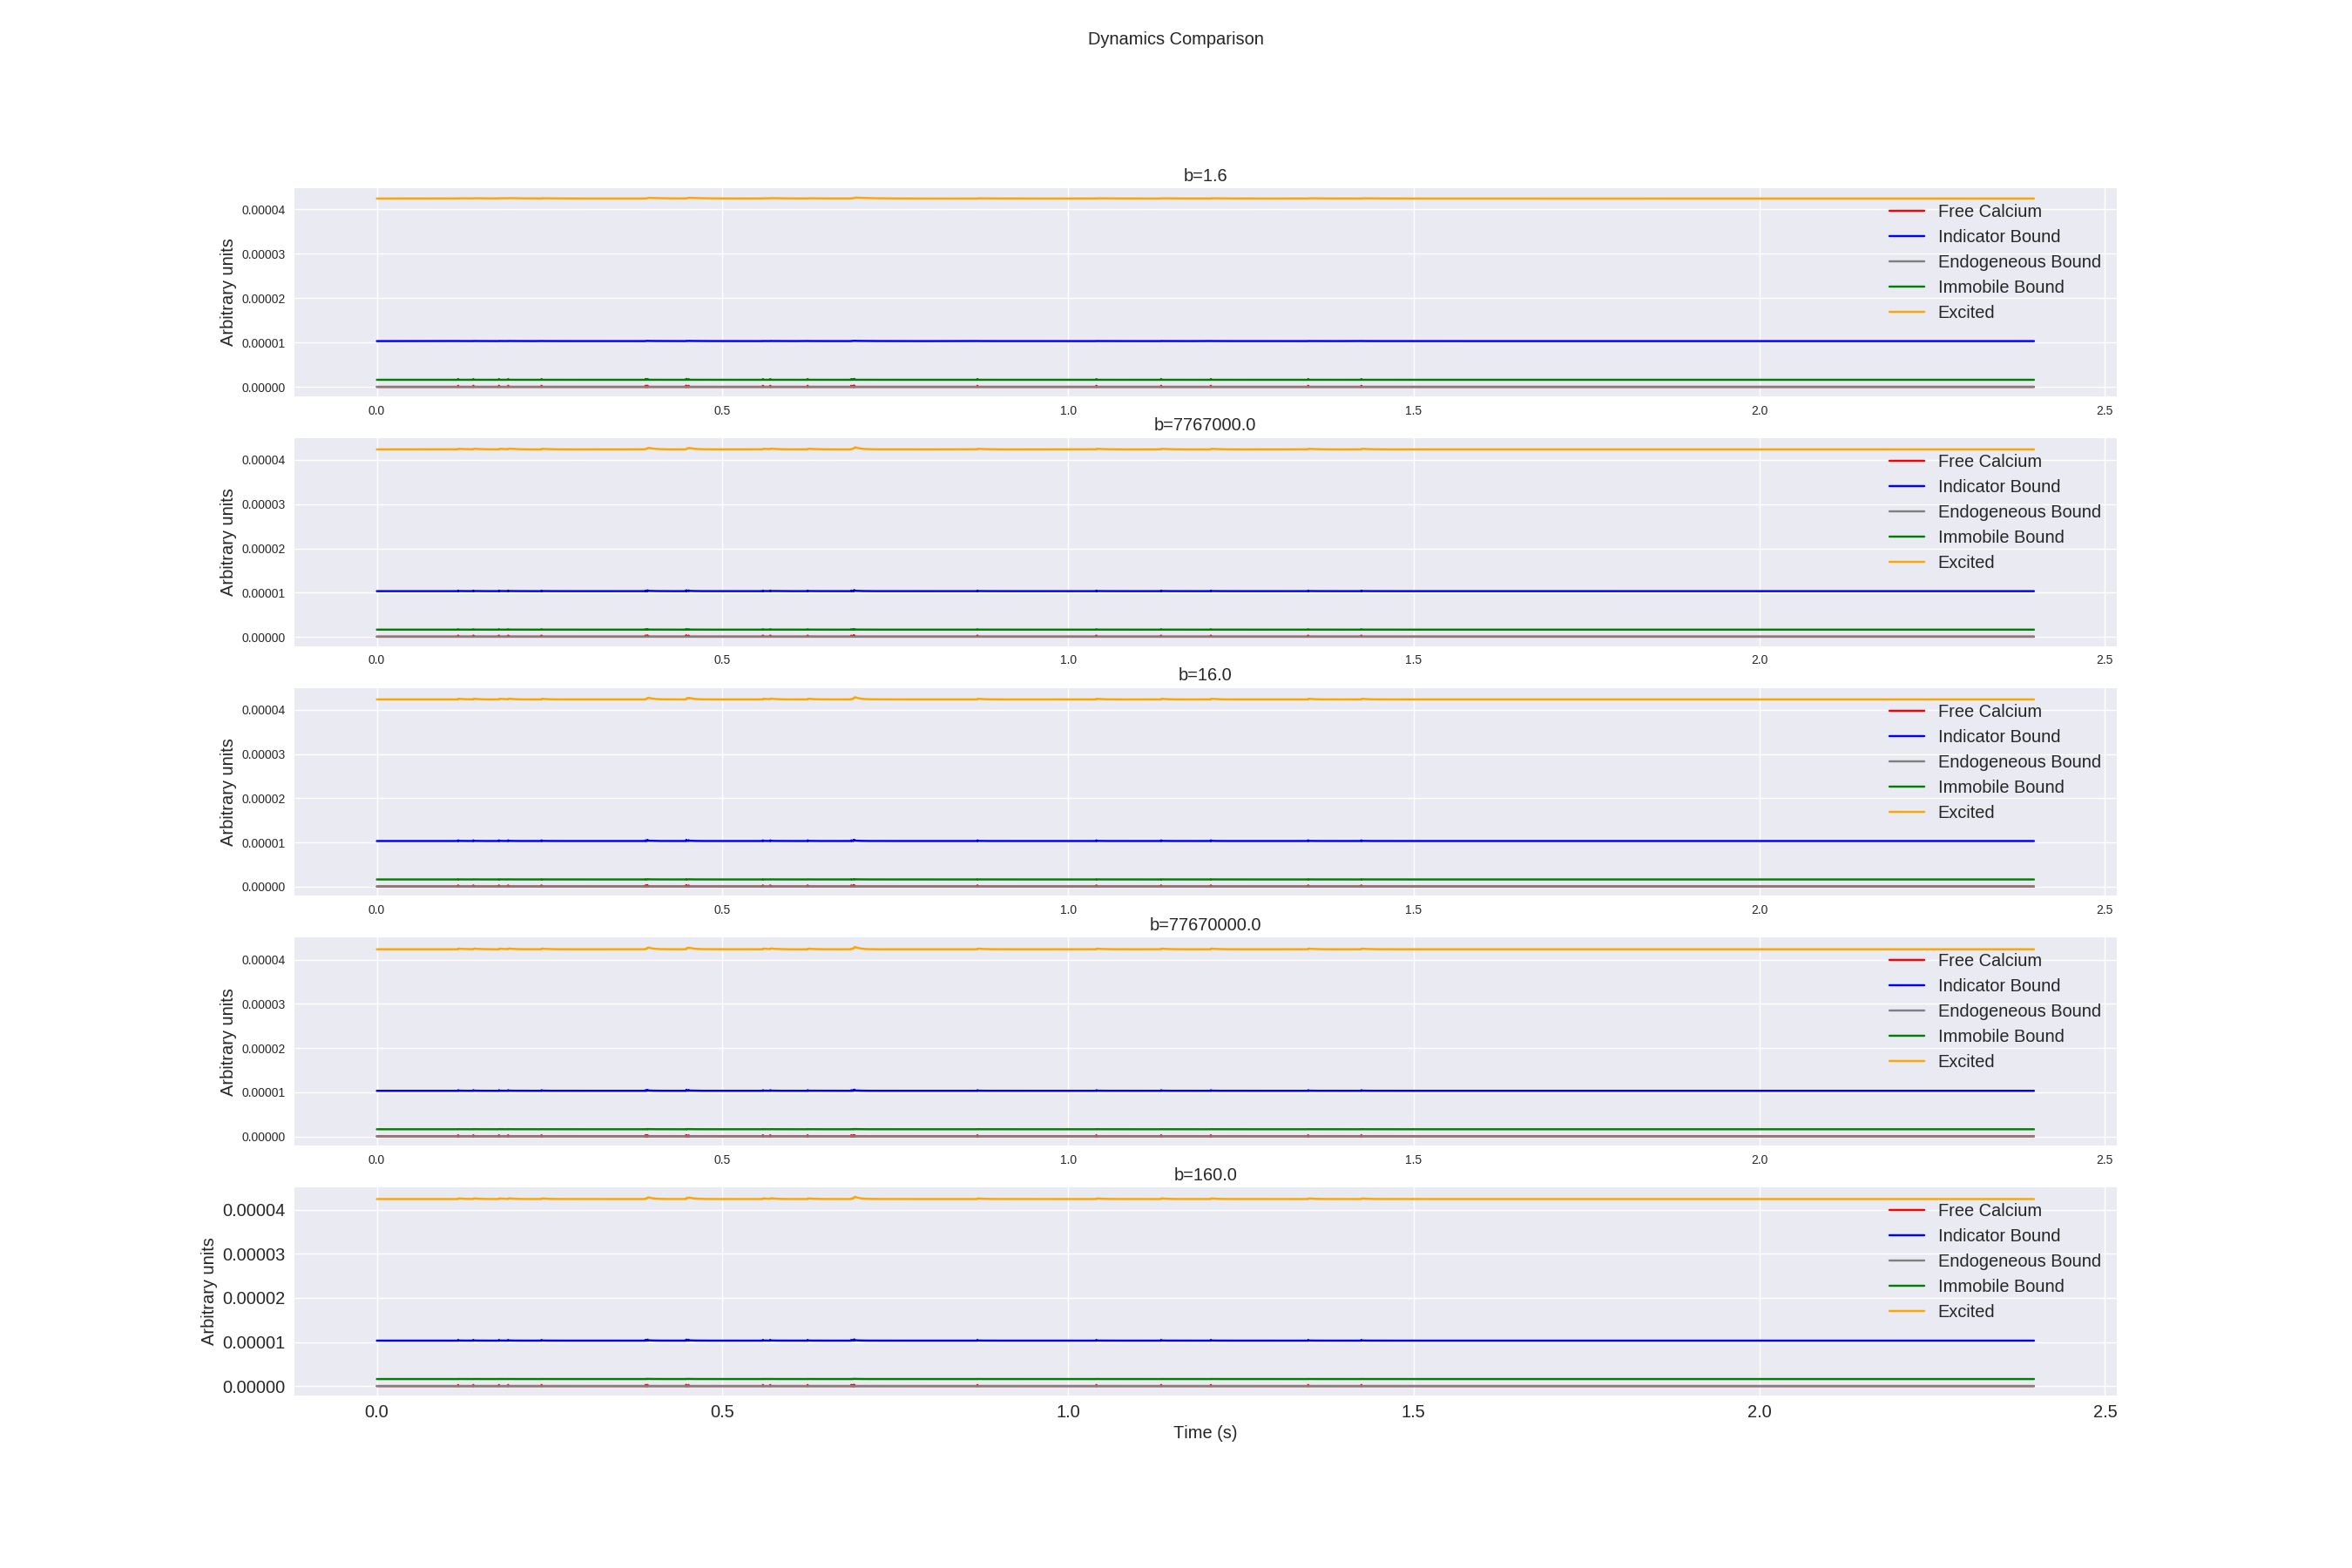 Dynamics Comparison
b=1.6
Arbitrary units
0.00004
0.00003
0.00002
0.00001
0.00000
Free Calcium
Indicator Bound
Endogeneous Bound
Immobile Bound
Excited
0.0 0.5 1.0 1.5 2.0 2.5
b=7767000.0
Arbitrary units
0.00004
0.00003
0.00002
0.00001
0.00000
Free Calcium
Indicator Bound
Endogeneous Bound
Immobile Bound
Excited
0.0 0.5 1.0 1.5 2.0 2.5
b=16.0
Arbitrary units
0.00004
0.00003
0.00002
0.00001
0.00000
Free Calcium
Indicator Bound
Endogeneous Bound
Immobile Bound
Excited
0.0 0.5 1.0 1.5 2.0 2.5
b=77670000.0
Arbitrary units
0.00004
0.00003
0.00002
0.00001
0.00000
Free Calcium
Indicator Bound
Endogeneous Bound
Immobile Bound
Excited
0.0 0.5 1.0 1.5 2.0 2.5
b=160.0
Arbitrary units
0.00004
0.00003
0.00002
0.00001
0.00000
Free Calcium
Indicator Bound
Endogeneous Bound
Immobile Bound
Excited
0.0 0.5 1.0 1.5 2.0 2.5
Time (s)